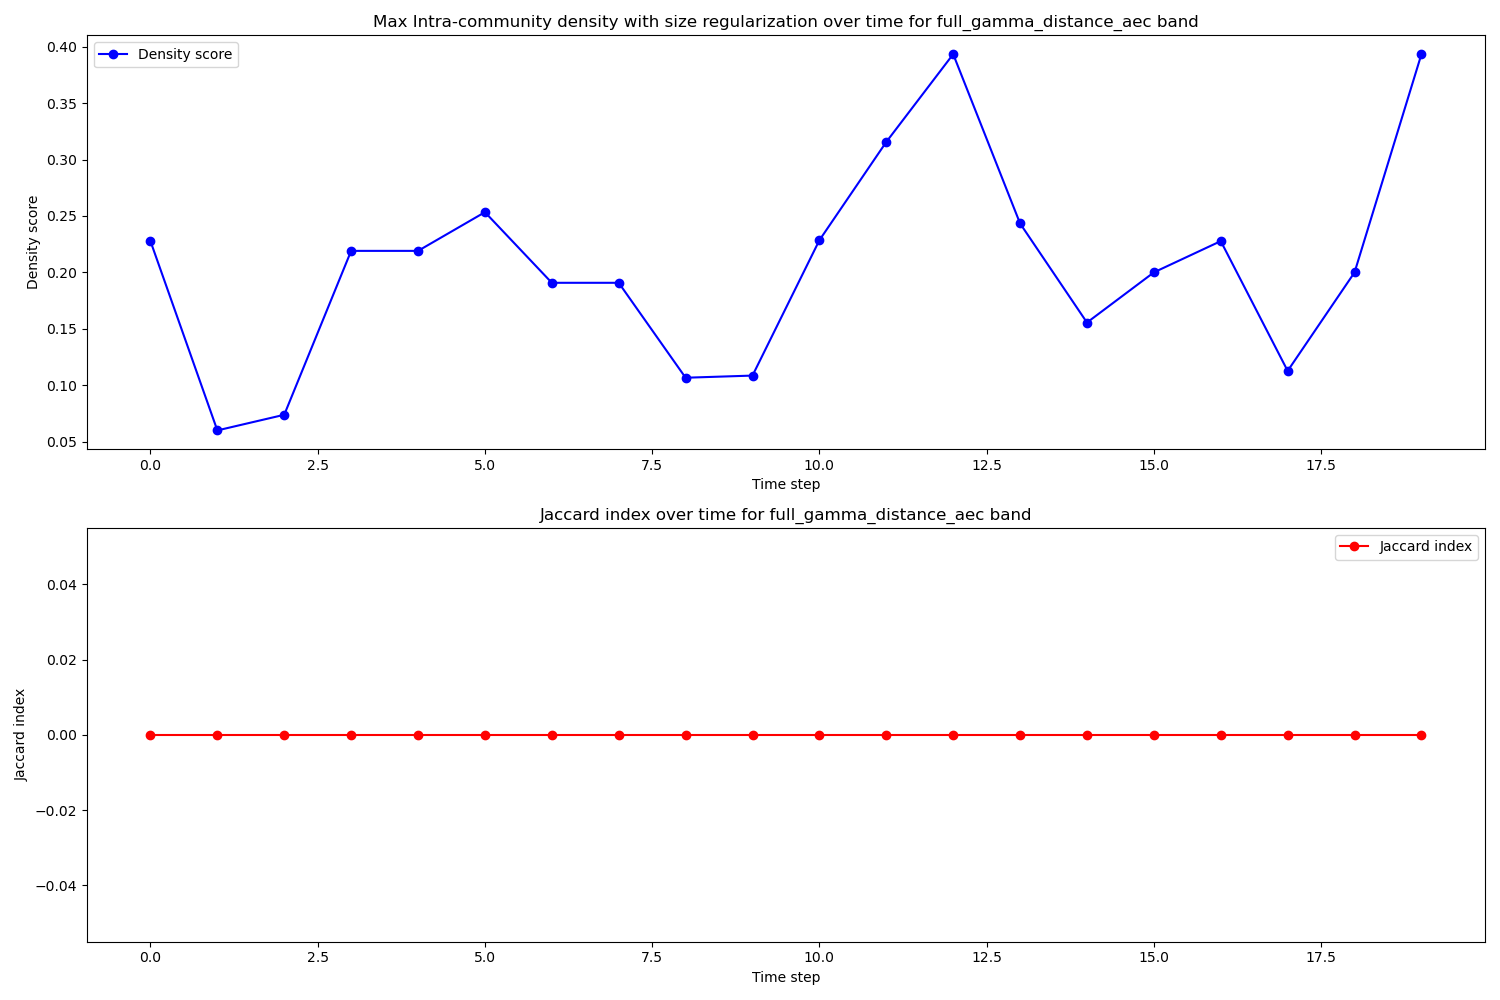 Max Intra-community density with size regularization over time for full_gamma_distance_aec band
Density score
0.40
0.35
0.30
0.25
0.20
0.15
0.10
0.05
Density score
0.0 2.5 5.0 7.5 10.0 12.5 15.0 17.5
Time step
Jaccard index over time for full_gamma_distance_aec band
Jaccard index
0.04
0.02
0.00
−0.02
−0.04
Jaccard index
0.0 2.5 5.0 7.5 10.0 12.5 15.0 17.5
Time step